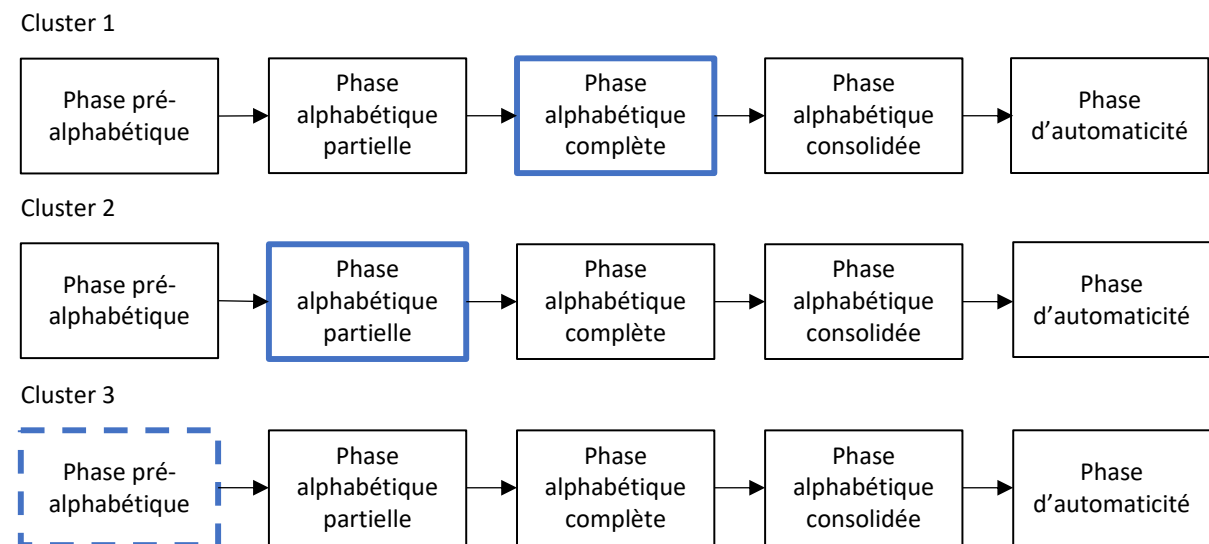 Cluster 1
Phase pré-
alphabétique
Phase
alphabétique
partielle
Phase
alphabétique
complète
Phase
alphabétique
consolidée
Phase
d’automaticité
Cluster 2
Phase pré-
alphabétique
Phase
alphabétique
partielle
Phase
alphabétique
complète
Phase
alphabétique
consolidée
Phase
d’automaticité
Cluster 3
Phase pré-
alphabétique
Phase
alphabétique
partielle
Phase
alphabétique
complète
Phase
alphabétique
consolidée
Phase
d’automaticité